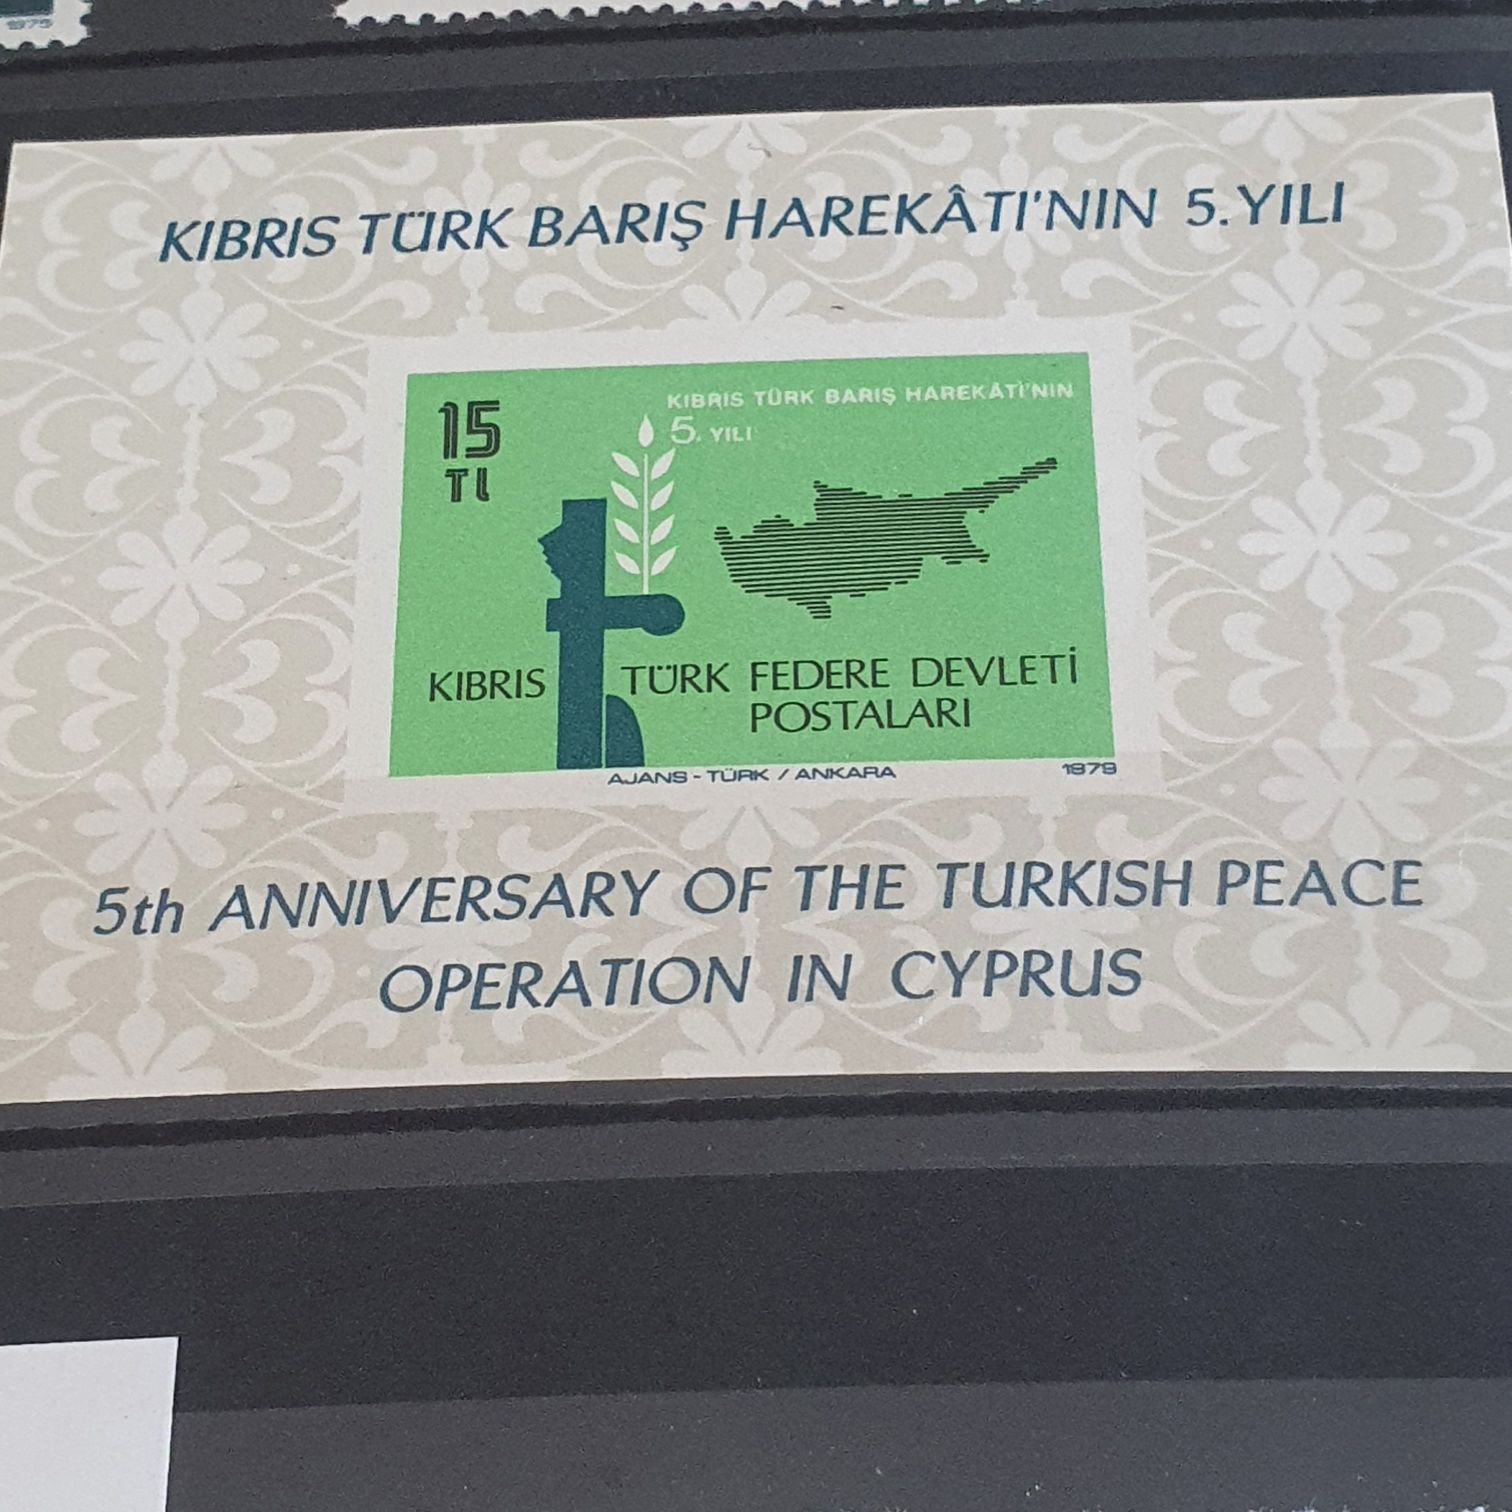 1975
KIBRIS TÜRK BARIŞ HAREKÂTI'NIN 5.YILI
15
TL
KIBRIS TÜRK BARIŞ HAREKÂTI'NIN
5. YILI
KIBRIS TÜRK FEDERE DEVLETİ
POSTALARI
AJANS-TÜRK / ANKARA 1979
5th ANNIVERSARY OF THE TURKISH PEACE
OPERATION IN CYPRUS